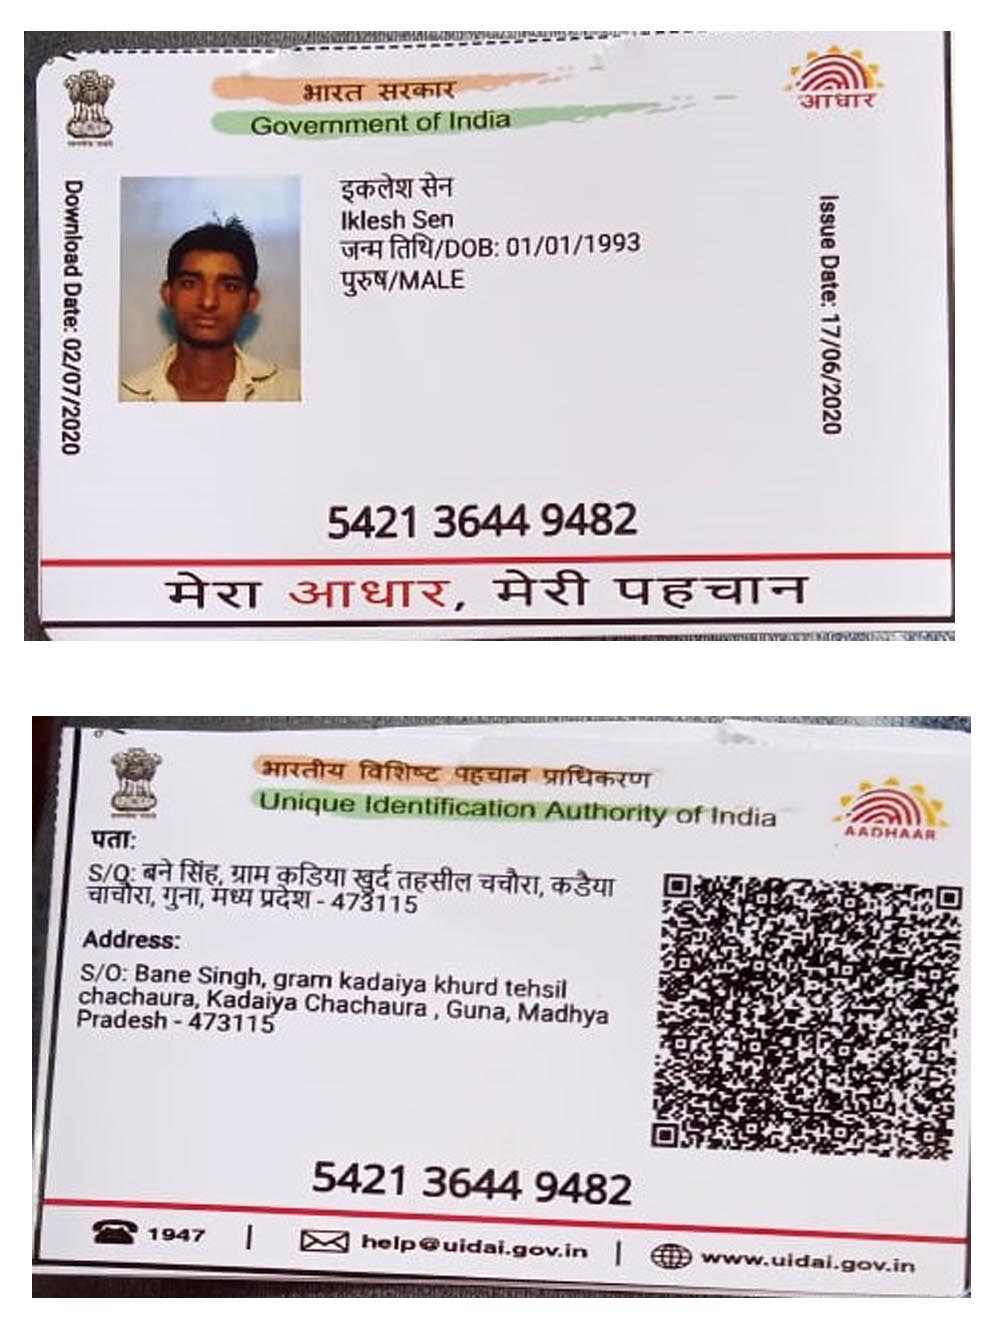 भारत सरकार
Government of India
आधार
Download Date: 02/07/2020
इकलेश सेन
Iklesh Sen
जन्म तिथि/DOB: 01/01/1993
पुरुष/MALE
Issue Date: 17/06/2020
5421 3644 9482
मेरा आधार, मेरी पहचान
भारतीय विशिष्ट पहचान प्राधिकरण
Unique Identification Authority of India
AADHAAR
पता:
S/O: बने सिंह, ग्राम कडिया खुर्द तहसील चचौरा, कडैया
चाचौरा, गुना, मध्य प्रदेश - 473115
Address:
S/O: Bane Singh, gram kadaiya khurd tehsil
chachaura, Kadaiya Chachaura , Guna, Madhya
Pradesh - 473115
5421 3644 9482
1947 | help@uidai.gov.in | www.uidai.gov.in